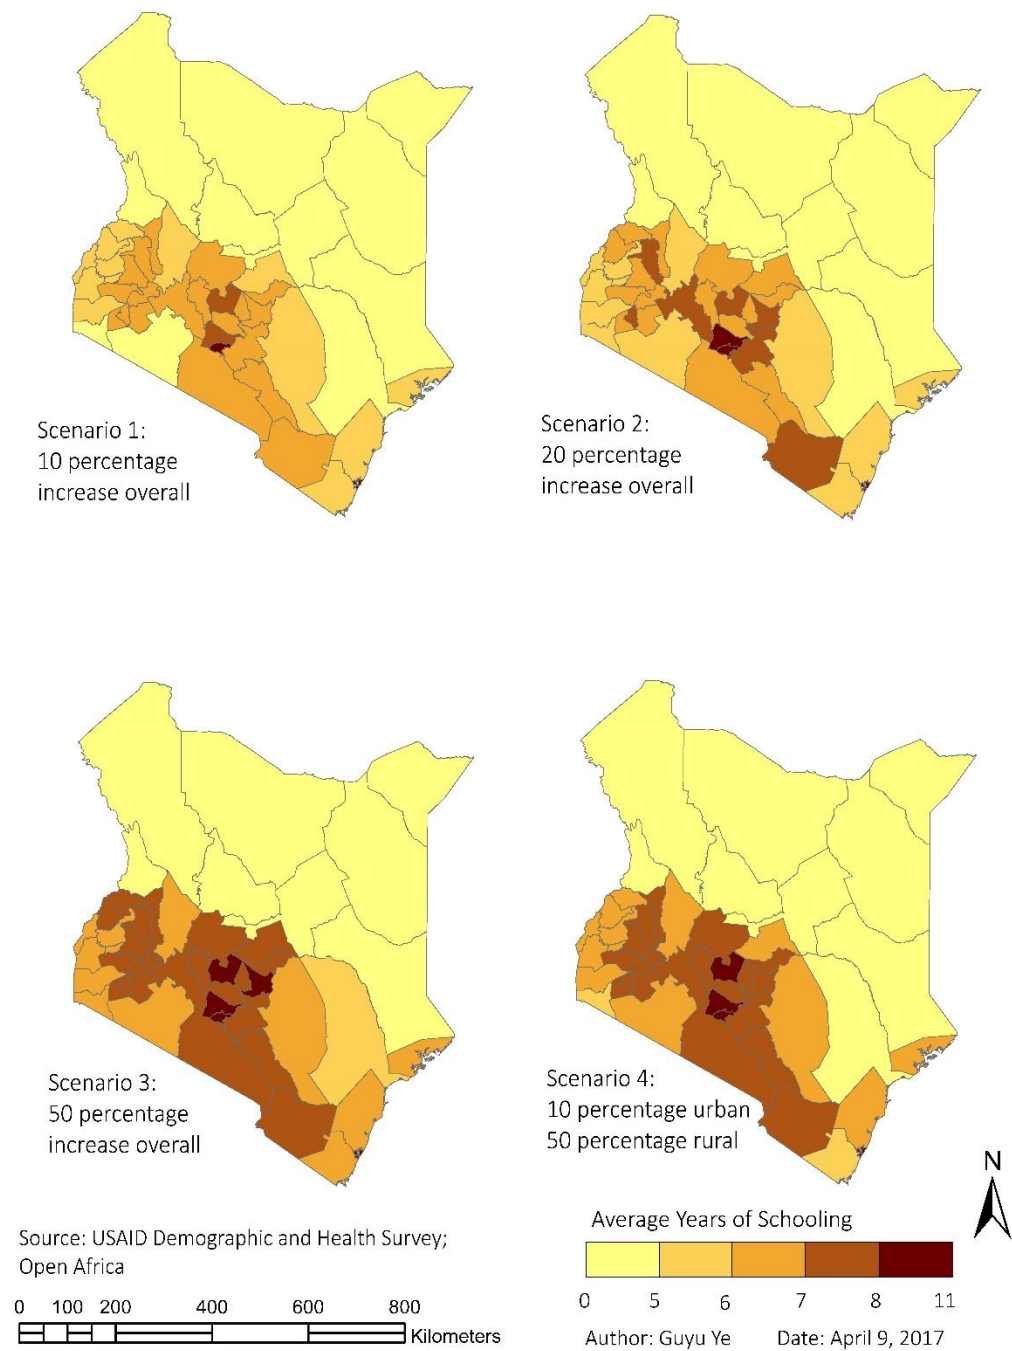 Scenario 1:
10 percentage
increase overall
Scenario 2:
20 percentage
increase overall
Scenario 3:
50 percentage
increase overall
Scenario 4:
10 percentage urban
50 percentage rural
N
Source: USAID Demographic and Health Survey;
Open Africa
0 100 200 400 600 800
Kilometers
Average Years of Schooling
0 5 6 7 8 11
Author: Guyu Ye Date: April 9, 2017